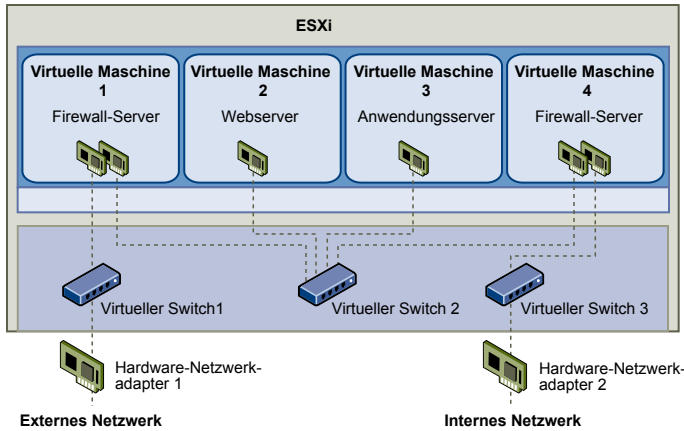 ESXi
Virtuelle Maschine
1
Firewall-Server
Virtuelle Maschine
2
Webserver
Virtuelle Maschine
3
Anwendungsserver
Virtuelle Maschine
4
Firewall-Server
Virtueller Switch1
Virtueller Switch 2
Virtueller Switch 3
Hardware-Netzwerk-
adapter 1
Hardware-Netzwerk-
adapter 2
Externes Netzwerk
Internes Netzwerk